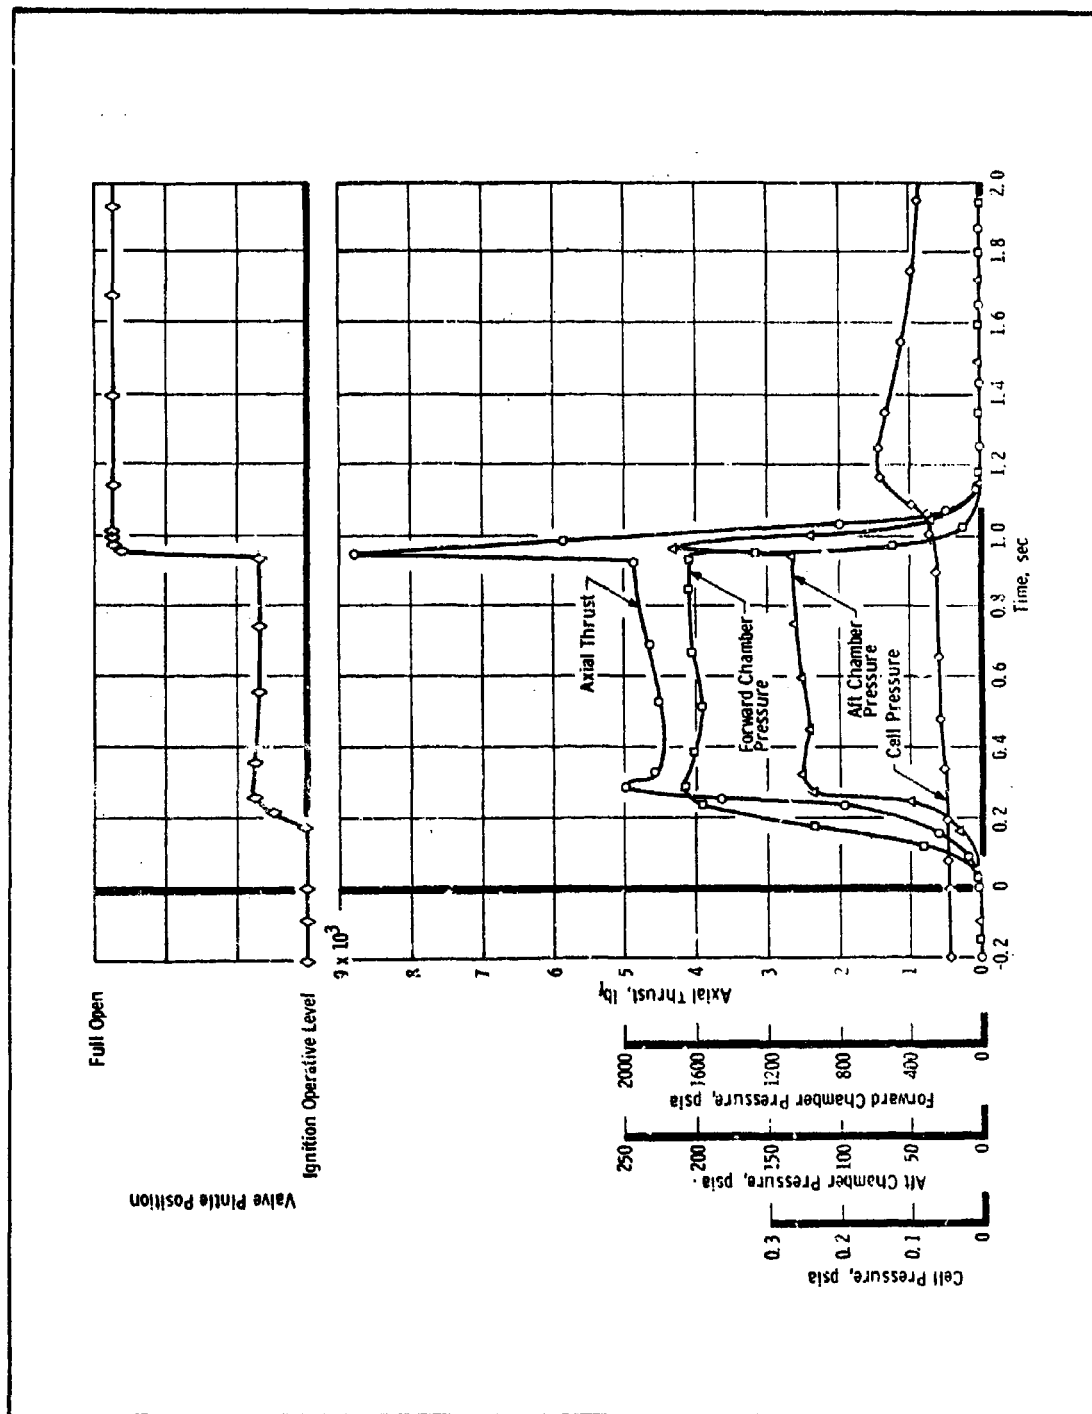 Full Open
Ignition Operative Level
Valve Pintle Position
9 x 10³
8
7
6
5
4
3
2
1
0
Axial Thrust, lbf
2000
1600
1200
800
400
0
Forward Chamber Pressure, psia
250
200
150
100
50
0
Aft Chamber Pressure, psia
0.3
0.2
0.1
0
Cell Pressure, psia
Axial Thrust
Forward Chamber
Pressure
Aft Chamber
Pressure
Cell Pressure
-0.2
0
0.2
0.4
0.6
0.8
1.0
1.2
1.4
1.6
1.8
2.0
Time, sec